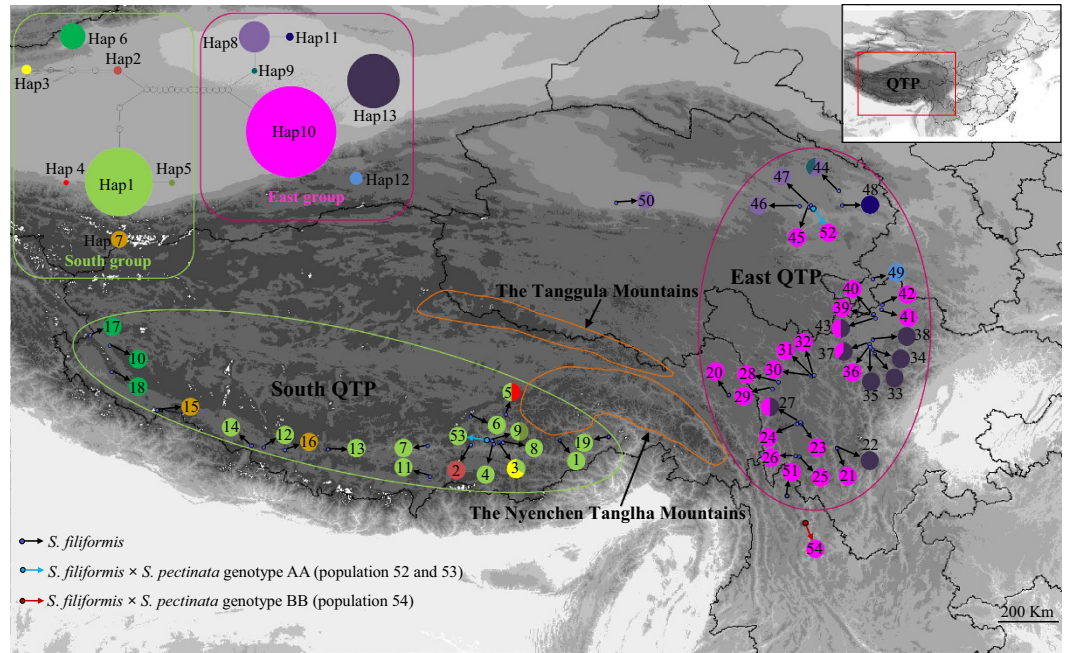 Hap 6
Hap3
Hap2
Hap 4
Hap1
Hap5
Hap 7
South group
Hap8
Hap11
Hap9
Hap13
Hap10
Hap12
East group
QTP
47
44
46
48
50
45
52
East QTP
49
40
42
39
41
43
38
The Tanggula Mountains
32
37
34
31
36
33
35
17
10
18
20
28
30
29
South QTP
15
5
27
14
12
16
13
53
6
9
7
8
24
23
22
11
2
4
3
1
19
26
51
25
21
The Nyenchen Tanglha Mountains
54
S. filiformis
S. filiformis × S. pectinata genotype AA (population 52 and 53)
S. filiformis × S. pectinata genotype BB (population 54)
200 Km